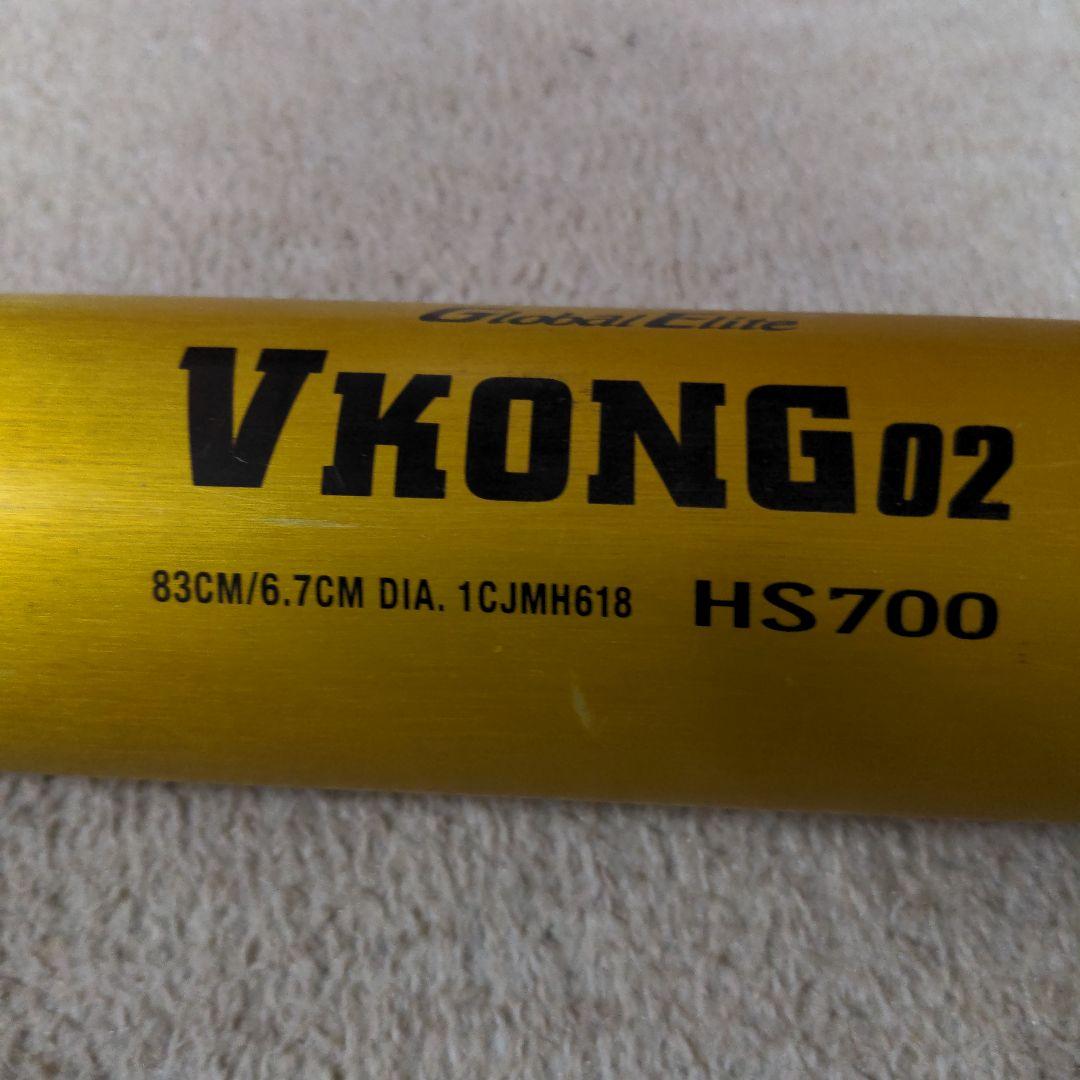 Global Elite
VKONG02
83CM/6.7CM DIA. 1CJMH618 HS700